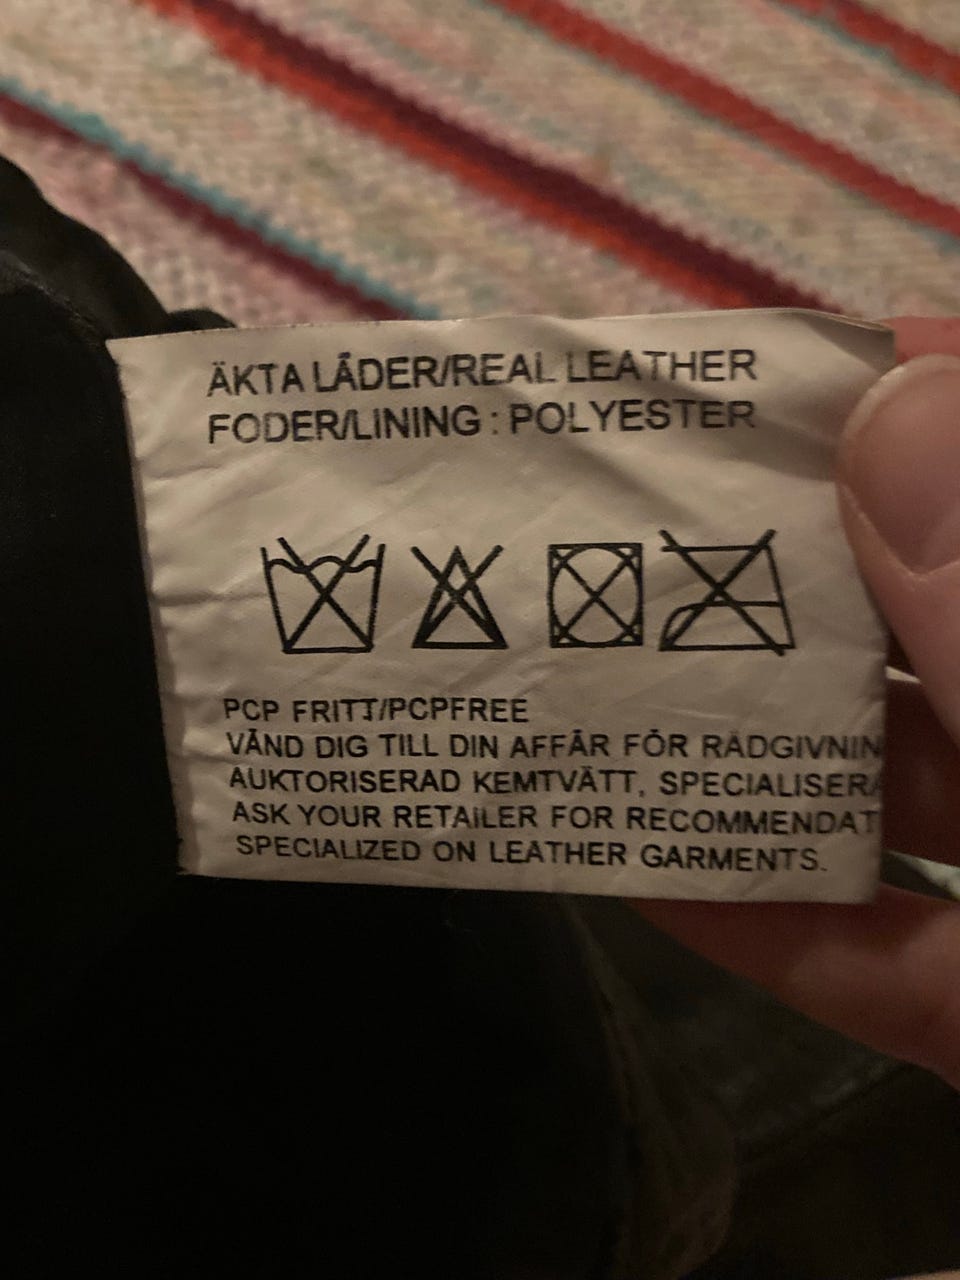 ÄKTA LÄDER/REAL LEATHER
FODER/LINING : POLYESTER
PCP FRITT/PCPFREE
VÄND DIG TILL DIN AFFÄR FÖR RÅDGIVNIN
AUKTORISERAD KEMTVÄTT, SPECIALISERA
ASK YOUR RETAILER FOR RECOMMENDAT
SPECIALIZED ON LEATHER GARMENTS.